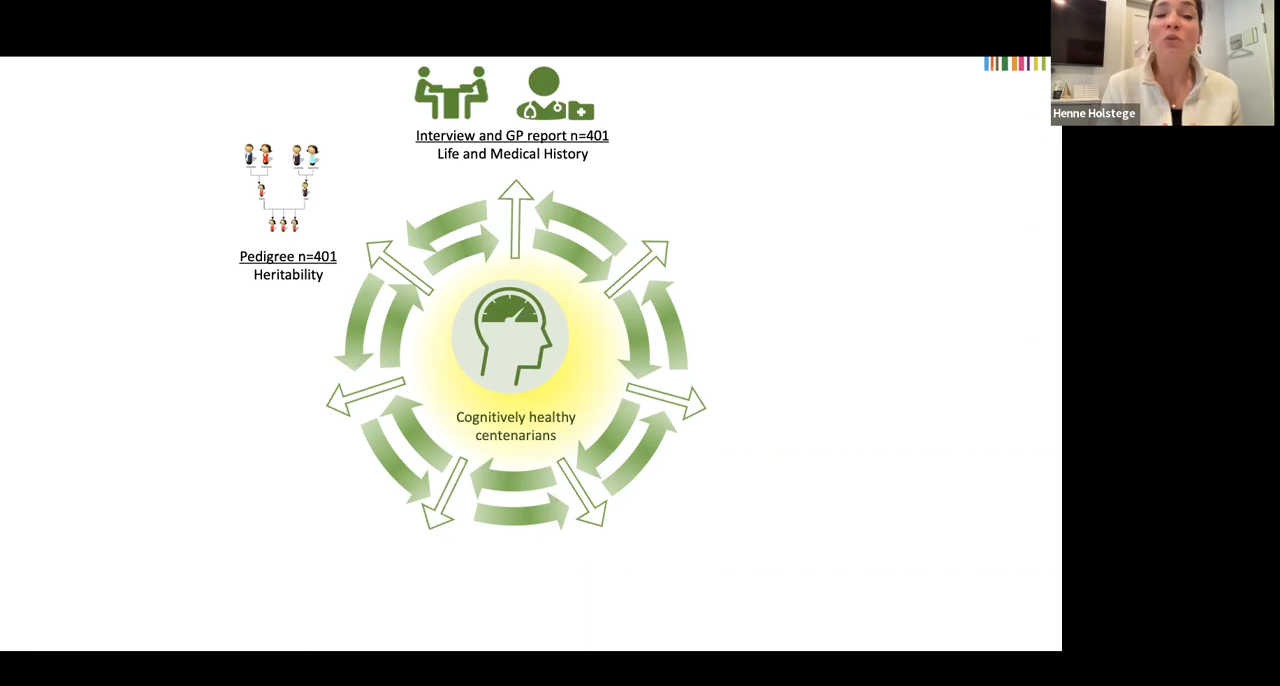 Henne Holstege
Interview and GP report n=401
Life and Medical History
Pedigree n=401
Heritability
Cognitively healthy
centenarians